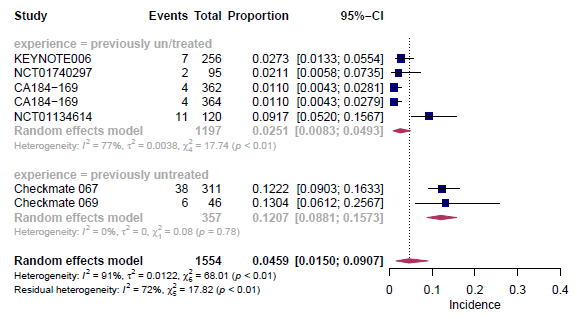 Study Events Total Proportion 95%−CI
experience = previously un/treated
KEYNOTE006 7 256 0.0273 [0.0133; 0.0554]
NCT01740297 2 95 0.0211 [0.0058; 0.0735]
CA184−169 4 362 0.0110 [0.0043; 0.0281]
CA184−169 4 364 0.0110 [0.0043; 0.0279]
NCT01134614 11 120 0.0917 [0.0520; 0.1567]
Random effects model 1197 0.0251 [0.0083; 0.0493]
Heterogeneity: I² = 77%, τ² = 0.0038, χ²₄ = 17.74 (p < 0.01)
experience = previously untreated
Checkmate 067 38 311 0.1222 [0.0903; 0.1633]
Checkmate 069 6 46 0.1304 [0.0612; 0.2567]
Random effects model 357 0.1207 [0.0881; 0.1573]
Heterogeneity: I² = 0%, τ² = 0, χ²₁ = 0.08 (p = 0.78)
Random effects model 1554 0.0459 [0.0150; 0.0907]
Heterogeneity: I² = 91%, τ² = 0.0122, χ²₆ = 68.01 (p < 0.01)
Residual heterogeneity: I² = 72%, χ²₅ = 17.82 (p < 0.01)
0 0.1 0.2 0.3 0.4
Incidence